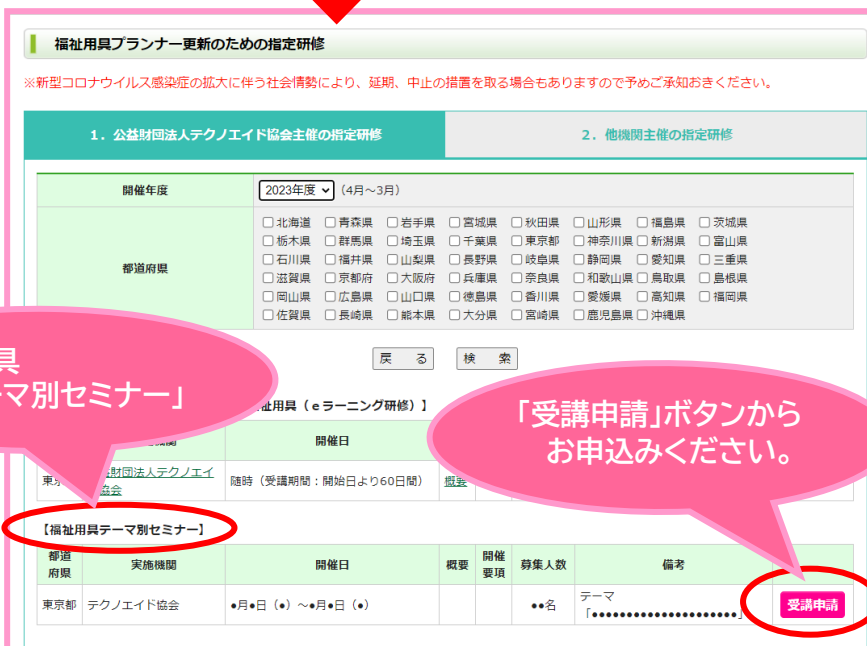 福祉用具プランナー更新のための指定研修
※新型コロナウイルス感染症の拡大に伴う社会情勢により、延期、中止の措置を取る場合もありますので予めご承知おきください。
1. 公益財団法人テクノエイド協会主催の指定研修
2. 他機関主催の指定研修
開催年度
2023年度 (4月～3月)
都道府県
北海道 青森県 岩手県 宮城県 秋田県 山形県 福島県 茨城県
栃木県 群馬県 埼玉県 千葉県 東京都 神奈川県 新潟県 富山県
石川県 福井県 山梨県 長野県 岐阜県 静岡県 愛知県 三重県
滋賀県 京都府 大阪府 兵庫県 奈良県 和歌山県 鳥取県 島根県
岡山県 広島県 山口県 徳島県 香川県 愛媛県 高知県 福岡県
佐賀県 長崎県 熊本県 大分県 宮崎県 鹿児島県 沖縄県
戻 る 検 索
具
マ別セミナー」
「受講申請」ボタンから
お申込みください。
用具（eラーニング研修）】
開催日
財団法人テクノエイ
協会
随時（受講期間：開始日より60日間） 概要
【福祉用具テーマ別セミナー】
都道府県 実施機関 開催日 概要 開催要項 募集人数 備考
東京都 テクノエイド協会 ●月●日（●）～●月●日（●） ●●名 テーマ
「●●●●●●●●●●●●●●●●●●●●●●」 受講申請